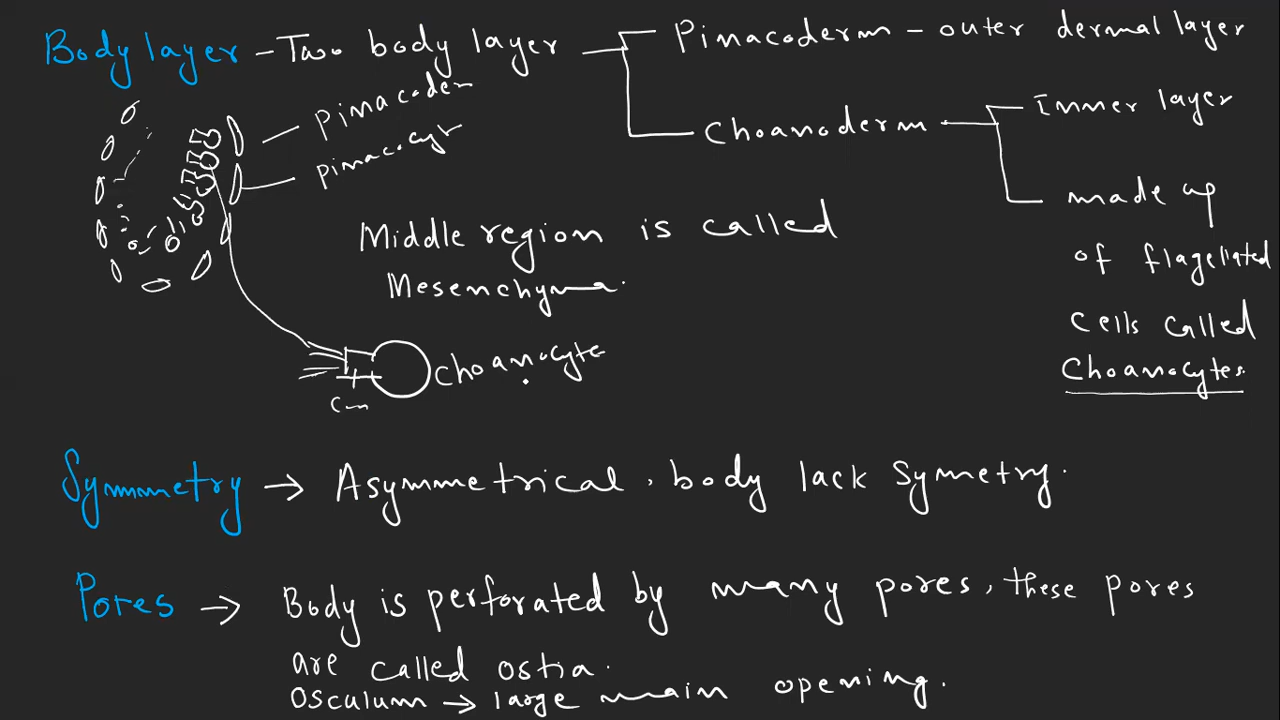 Body layer - Two body layer
Pinacoderm - outer dermal layer
Choanoderm
Inner layer
made up
of flagellated
cells called
Choanocytes.
pinacoder
pinacocyt
Middle region is called
Mesenchyma.
Choanocyte
Symmetry → Asymmetrical, body lack Symetry.
Pores → Body is perforated by many pores, these pores
are called ostia.
osculum → large main opening.